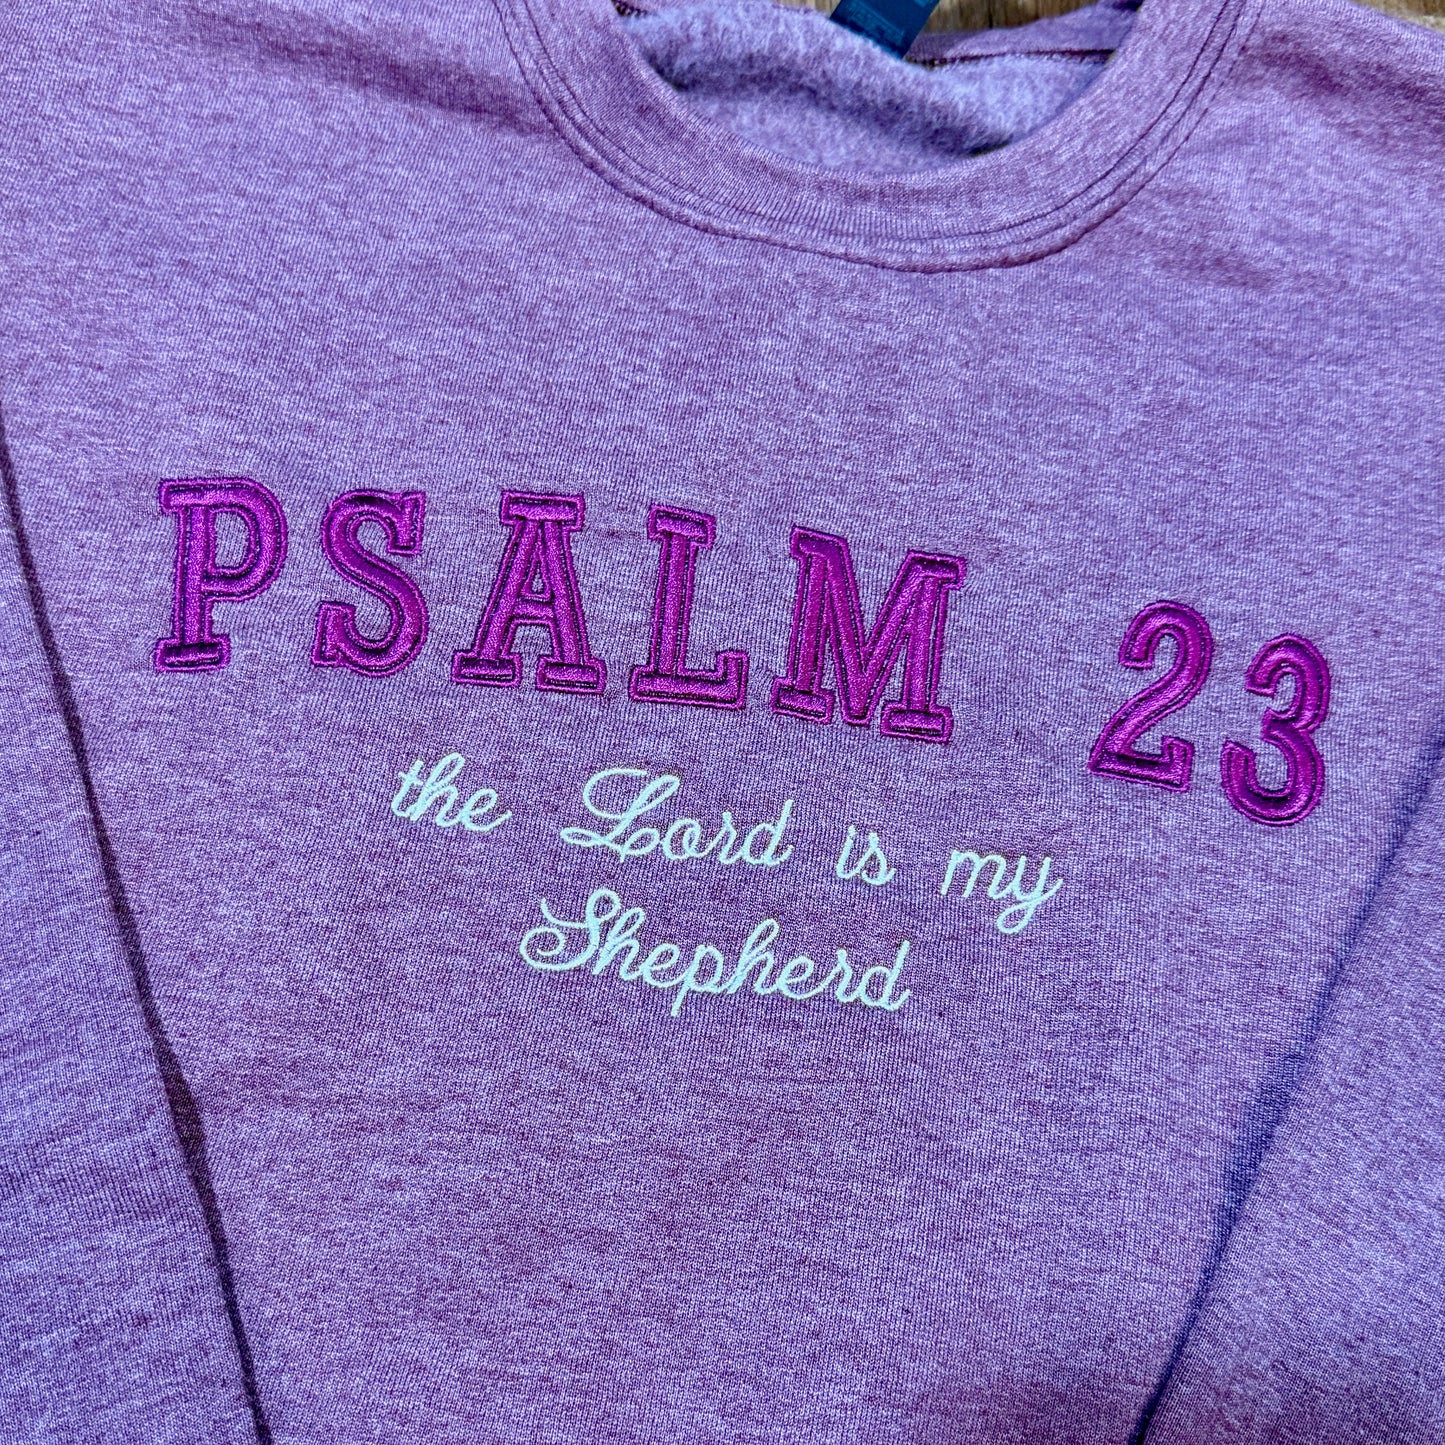 PSALM 23
the Lord is my
Shepherd